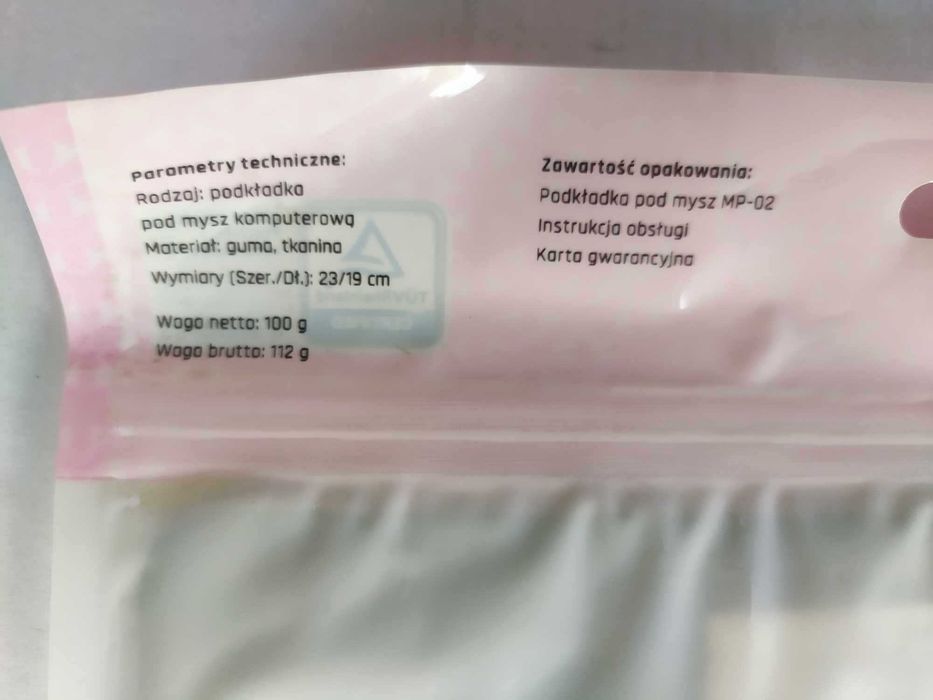 Parametry techniczne:
Rodzaj: podkładka
pod mysz komputerową
Materiał: guma, tkanina
Wymiary (Szer./Dł.): 23/19 cm
Waga netto: 100 g
Waga brutto: 112 g
Zawartość opakowania:
Podkładka pod mysz MP-02
Instrukcja obsługi
Karta gwarancyjna
TÜVRheinland